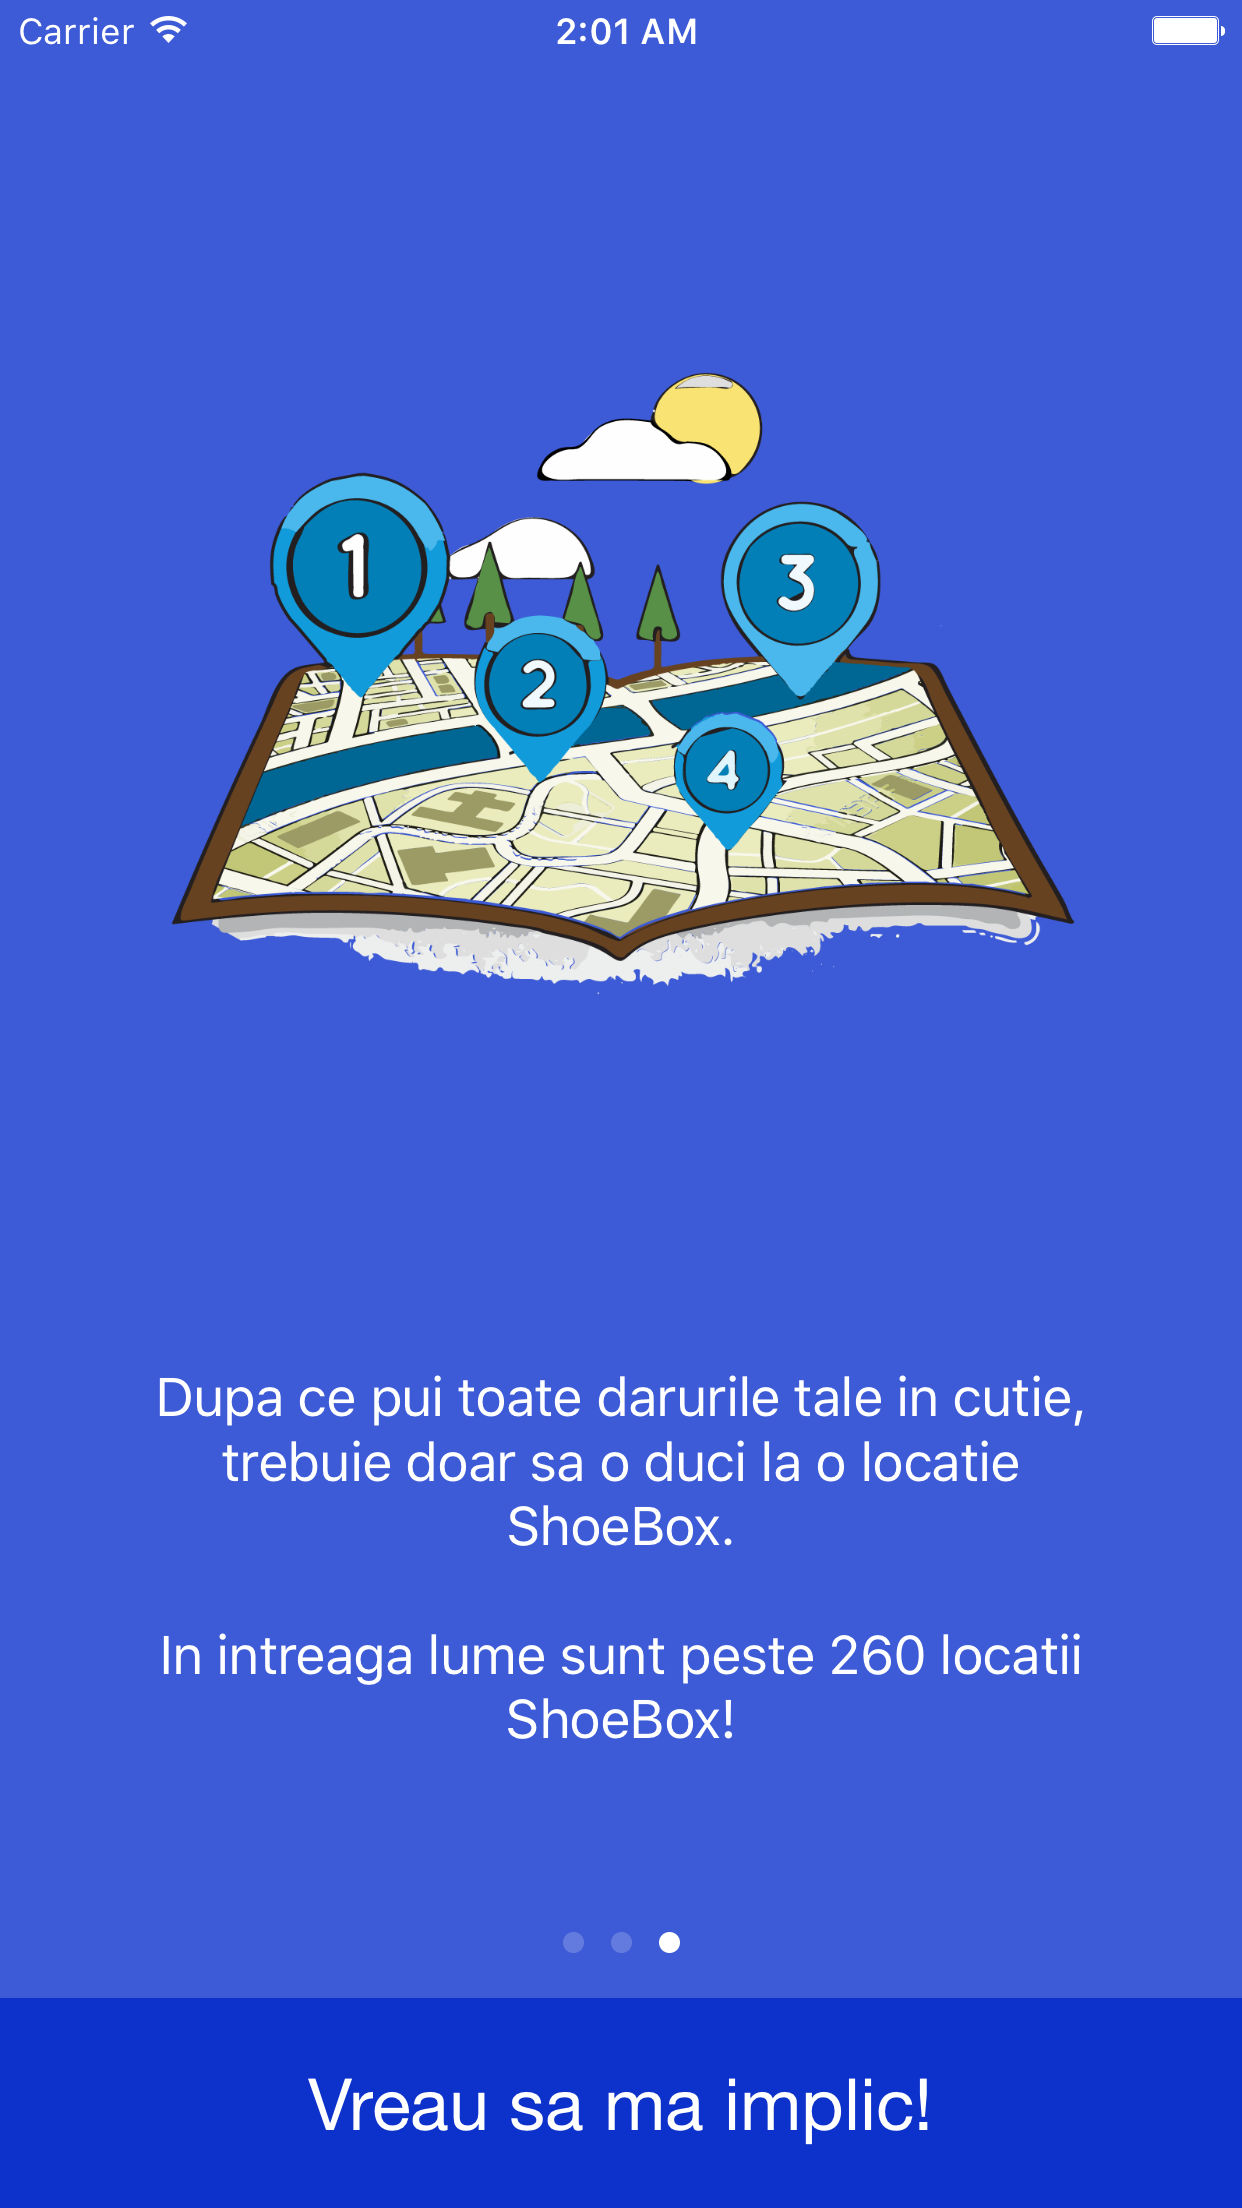 Carrier 2:01 AM
1
3
2
4
Dupa ce pui toate darurile tale in cutie,
trebuie doar sa o duci la o locatie
ShoeBox.
In intreaga lume sunt peste 260 locatii
ShoeBox!
Vreau sa ma implic!